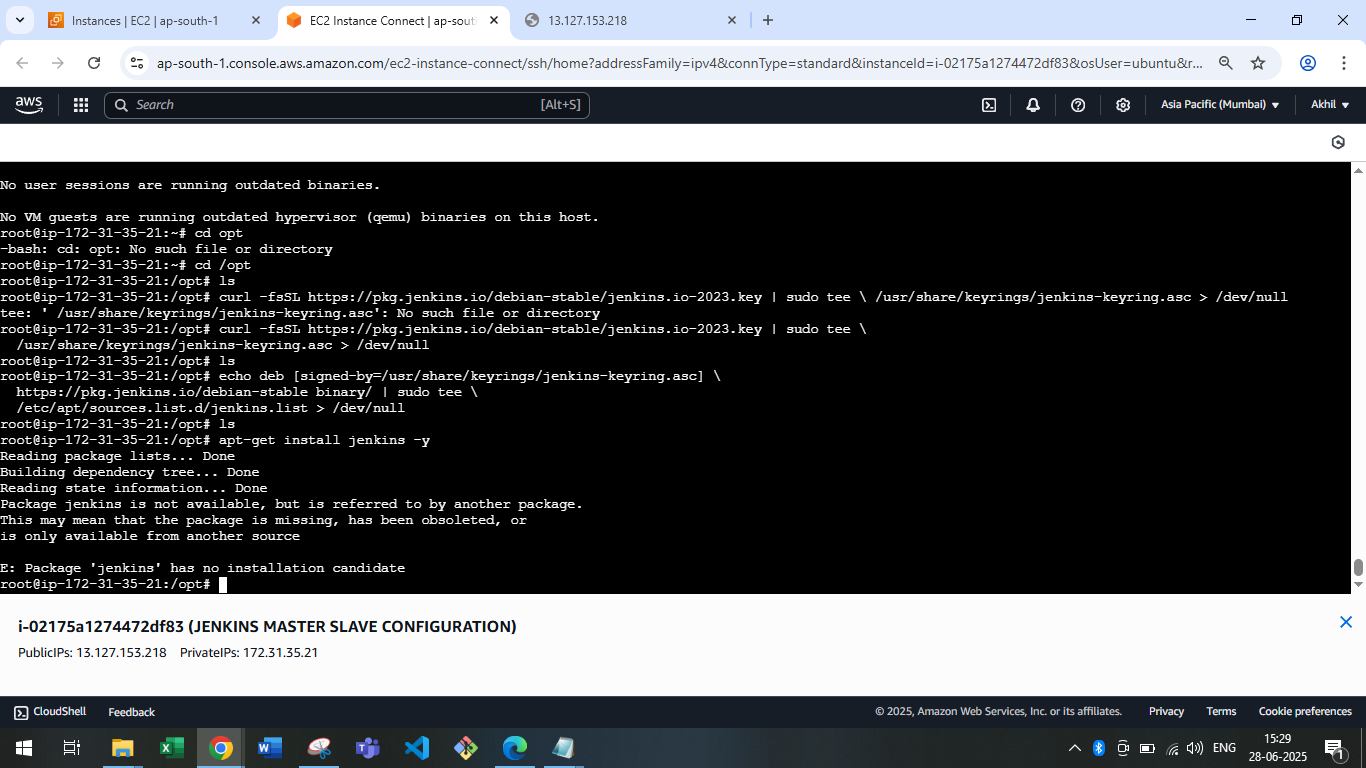 Instances | EC2 | ap-south-1
EC2 Instance Connect | ap-sout
13.127.153.218
ap-south-1.console.aws.amazon.com/ec2-instance-connect/ssh/home?addressFamily=ipv4&connType=standard&instanceId=i-02175a1274472df83&osUser=ubuntu&r...
aws
Search
[Alt+S]
Asia Pacific (Mumbai)
Akhil
No user sessions are running outdated binaries.
No VM guests are running outdated hypervisor (qemu) binaries on this host.
root@ip-172-31-35-21:~# cd opt
-bash: cd: opt: No such file or directory
root@ip-172-31-35-21:~# cd /opt
root@ip-172-31-35-21:/opt# ls
root@ip-172-31-35-21:/opt# curl -fsSL https://pkg.jenkins.io/debian-stable/jenkins.io-2023.key | sudo tee \ /usr/share/keyrings/jenkins-keyring.asc > /dev/null
tee: ' /usr/share/keyrings/jenkins-keyring.asc': No such file or directory
root@ip-172-31-35-21:/opt# curl -fsSL https://pkg.jenkins.io/debian-stable/jenkins.io-2023.key | sudo tee \
  /usr/share/keyrings/jenkins-keyring.asc > /dev/null
root@ip-172-31-35-21:/opt# ls
root@ip-172-31-35-21:/opt# echo deb [signed-by=/usr/share/keyrings/jenkins-keyring.asc] \
  https://pkg.jenkins.io/debian-stable binary/ | sudo tee \
  /etc/apt/sources.list.d/jenkins.list > /dev/null
root@ip-172-31-35-21:/opt# ls
root@ip-172-31-35-21:/opt# apt-get install jenkins -y
Reading package lists... Done
Building dependency tree... Done
Reading state information... Done
Package jenkins is not available, but is referred to by another package.
This may mean that the package is missing, has been obsoleted, or
is only available from another source
E: Package 'jenkins' has no installation candidate
root@ip-172-31-35-21:/opt#
i-02175a1274472df83 (JENKINS MASTER SLAVE CONFIGURATION)
PublicIPs: 13.127.153.218 PrivateIPs: 172.31.35.21
CloudShell
Feedback
© 2025, Amazon Web Services, Inc. or its affiliates.
Privacy
Terms
Cookie preferences
ENG
15:29
28-06-2025
1